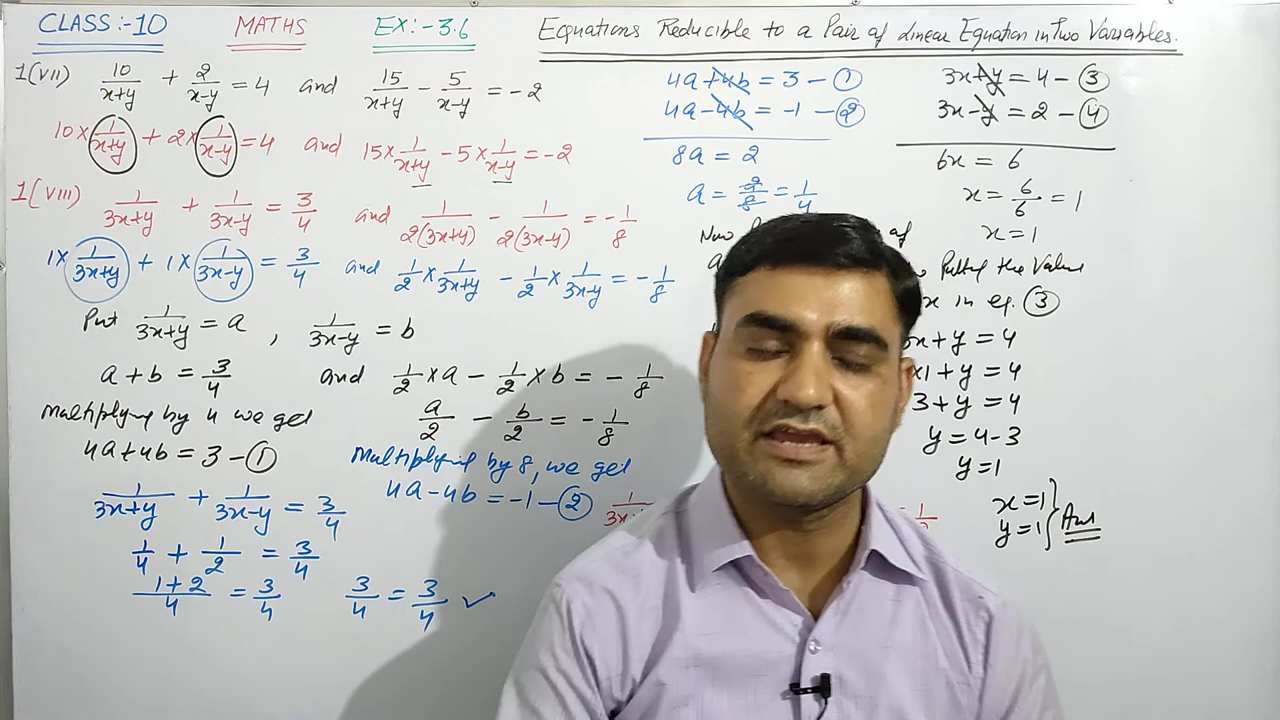 CLASS:-10 MATHS EX:-3.6 Equations Reducible to a Pair of Linear Equation in Two Variables.
1(VII) 10/(x+y) + 2/(x-y) = 4 and 15/(x+y) - 5/(x-y) = -2
10×1/(x+y) + 2×1/(x-y) = 4 and 15×1/(x+y) - 5×1/(x-y) = -2
1(VIII) 1/(3x+y) + 1/(3x-y) = 3/4 and 1/2(3x+y) - 1/2(3x-y) = -1/8
1×1/(3x+y) + 1×1/(3x-y) = 3/4 and 1/2×1/(3x+y) - 1/2×1/(3x-y) = -1/8
Put 1/(3x+y) = a , 1/(3x-y) = b
a+b = 3/4 and 1/2×a - 1/2×b = -1/8
Multiplying by 4 we get a/2 - b/2 = -1/8
4a+4b = 3 - ① Multiplying by 8, we get
4a-4b = -1 - ②
1/(3x+y) + 1/(3x-y) = 3/4
1/4 + 1/2 = 3/4
(1+2)/4 = 3/4 3/4 = 3/4 ✓
4a+4b = 3 - ①
4a-4b = -1 - ②
8a = 2
a = 2/8 = 1/4
of
3x+y = 4 - ③
3x-y = 2 - ④
6x = 6
x = 6/6 = 1
x = 1
Putting the Value
x in eq. ③
x+y = 4
×1+y = 4
3+y = 4
y = 4-3
y = 1
x=1
y=1 } Ans